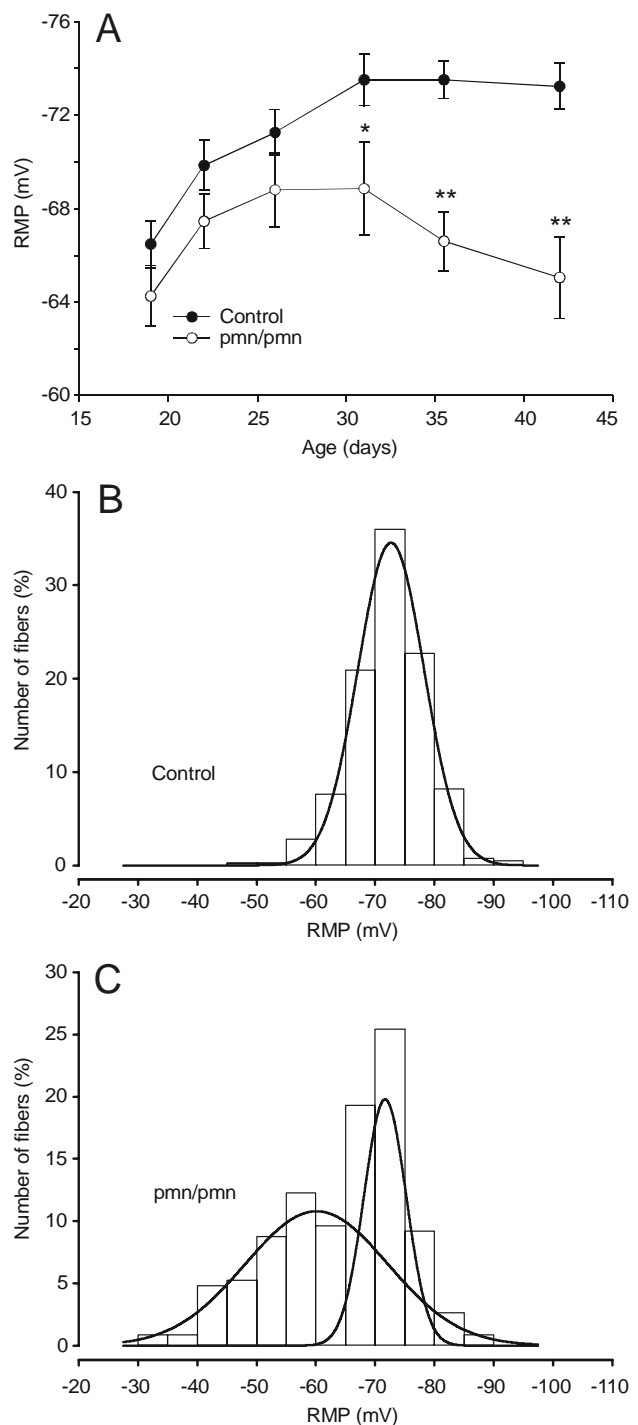 A
-76
-72
-68
-64
-60
RMP (mV)
*
**
**
Control
pmn/pmn
15 20 25 30 35 40 45
Age (days)
B
40
30
20
10
0
Number of fibers (%)
Control
-20 -30 -40 -50 -60 -70 -80 -90 -100 -110
RMP (mV)
C
30
25
20
15
10
5
0
Number of fibers (%)
pmn/pmn
-20 -30 -40 -50 -60 -70 -80 -90 -100 -110
RMP (mV)